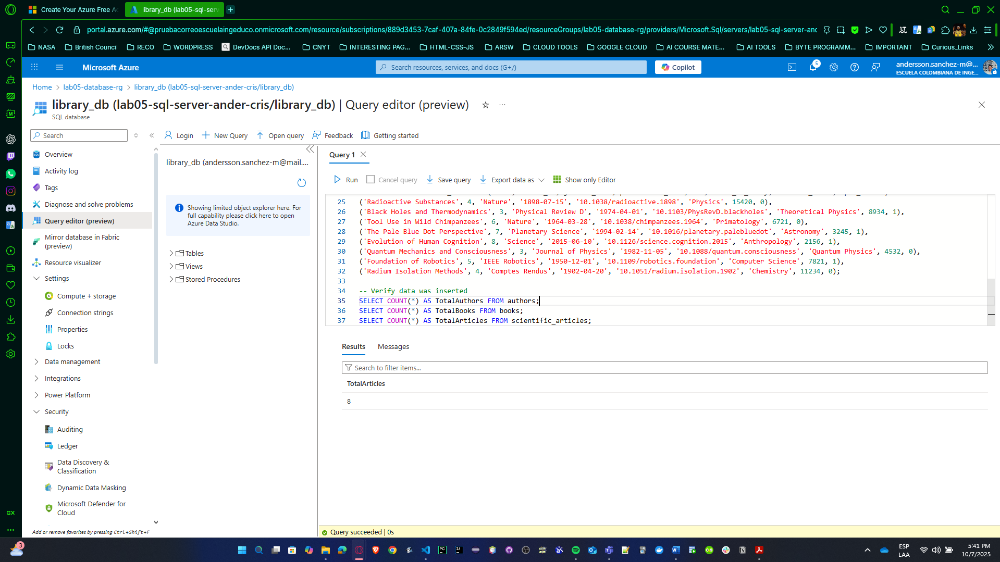 Create Your Azure Free Ac
library_db (lab05-sql-serv
portal.azure.com/#@pruebacorreoescuelaingeduco.onmicrosoft.com/resource/subscriptions/889d3453-7caf-407a-84fe-0c2849f594ed/resourceGroups/lab05-database-rg/providers/Microsoft.Sql/servers/lab05-sql-server-and
NASA British Council RECO WORDPRESS DevDocs API Doc... CNYT INTERESTING PAG... HTML-CSS-JS ARSW CLOUD TOOLS GOOGLE CLOUD AI COURSE MATE... AI TOOLS BYTE PROGRAMM... IMPORTANT Curious_Links
Microsoft Azure
Search resources, services, and docs (G+/)
Copilot
5
andersson.sanchez-m@...
ESCUELA COLOMBIANA DE INGE...
Home > lab05-database-rg > library_db (lab05-sql-server-ander-cris/library_db)
library_db (lab05-sql-server-ander-cris/library_db) | Query editor (preview)
SQL database
Search
Login New Query Open query Feedback Getting started
Overview
Activity log
Tags
Diagnose and solve problems
Query editor (preview)
Mirror database in Fabric
(preview)
Resource visualizer
Settings
Compute + storage
Connection strings
Properties
Locks
Data management
Integrations
Power Platform
Security
Auditing
Ledger
Data Discovery &
Classification
Dynamic Data Masking
Microsoft Defender for
Cloud
Add or remove favorites by pressing Ctrl+Shift+F
library_db (andersson.sanchez-m@mail....
Showing limited object explorer here. For
full capability please click here to open
Azure Data Studio.
Tables
Views
Stored Procedures
Query 1
Run Cancel query Save query Export data as Show only Editor
25 ('Radioactive Substances', 4, 'Nature', '1898-07-15', '10.1038/radioactive.1898', 'Physics', 15420, 0),
26 ('Black Holes and Thermodynamics', 3, 'Physical Review D', '1974-04-01', '10.1103/PhysRevD.blackholes', 'Theoretical Physics', 8934, 1),
27 ('Tool Use in Wild Chimpanzees', 6, 'Nature', '1964-03-28', '10.1038/chimpanzees.1964', 'Primatology', 6721, 0),
28 ('The Pale Blue Dot Perspective', 7, 'Planetary Science', '1994-02-14', '10.1016/planetary.palebluedot', 'Astronomy', 3245, 1),
29 ('Evolution of Human Cognition', 8, 'Science', '2015-06-10', '10.1126/science.cognition.2015', 'Anthropology', 2156, 1),
30 ('Quantum Mechanics and Consciousness', 3, 'Journal of Physics', '1982-11-05', '10.1088/quantum.consciousness', 'Quantum Physics', 4532, 0),
31 ('Foundation of Robotics', 5, 'IEEE Robotics', '1950-12-01', '10.1109/robotics.foundation', 'Computer Science', 7821, 1),
32 ('Radium Isolation Methods', 4, 'Comptes Rendus', '1902-04-20', '10.1051/radium.isolation.1902', 'Chemistry', 11234, 0);
33
34 -- Verify data was inserted
35 SELECT COUNT(*) AS TotalAuthors FROM authors;
36 SELECT COUNT(*) AS TotalBooks FROM books;
37 SELECT COUNT(*) AS TotalArticles FROM scientific_articles;
Results Messages
Search to filter items...
TotalArticles
8
Query succeeded | 0s
GX
3
ESP
LAA
5:41 PM
10/7/2025